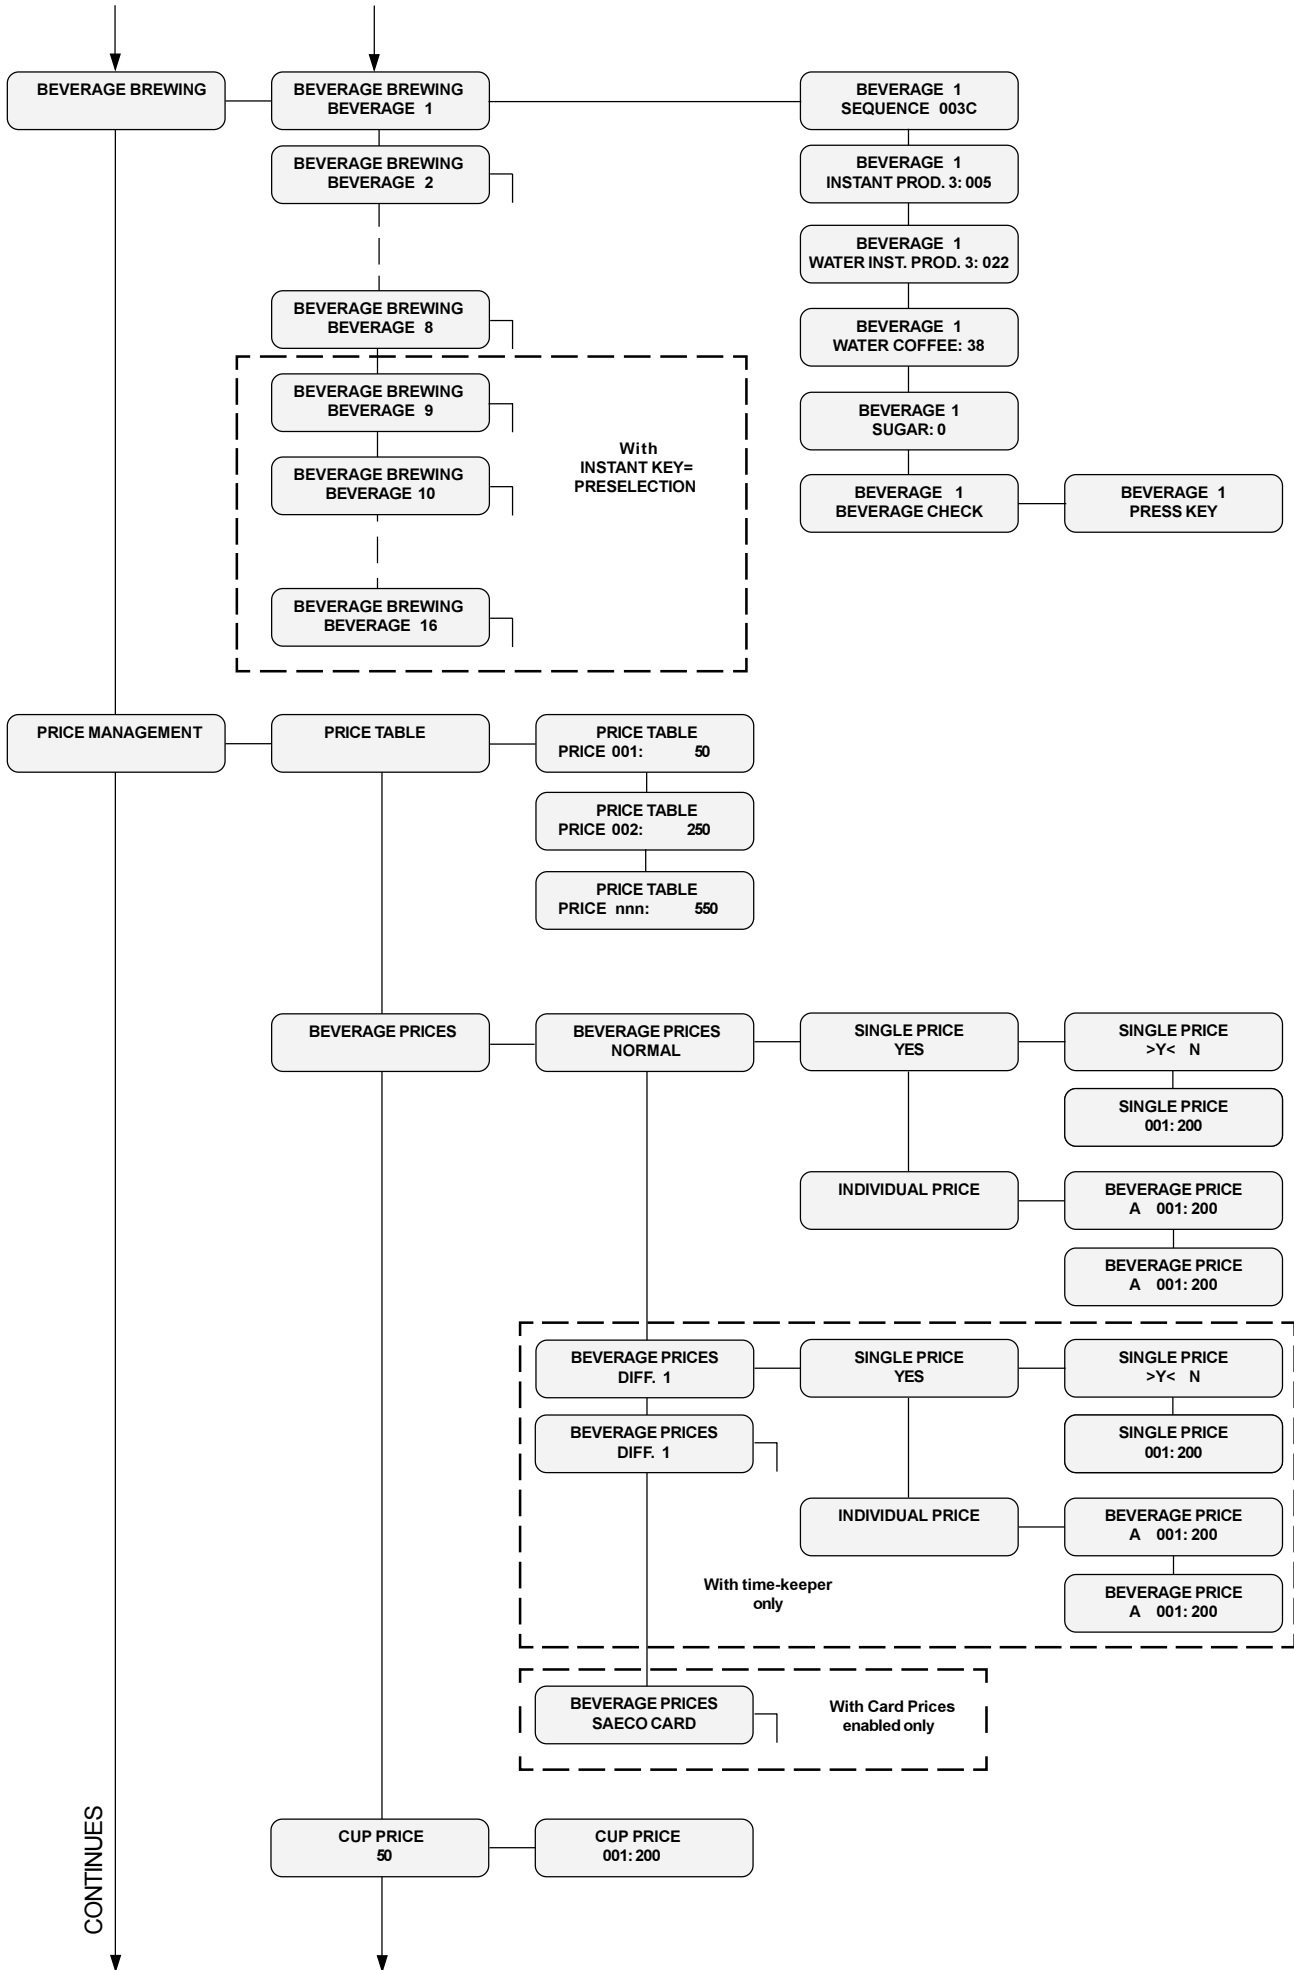 BEVERAGE BREWING
BEVERAGE BREWING
BEVERAGE 1
BEVERAGE 1
SEQUENCE 003C
BEVERAGE BREWING
BEVERAGE 2
BEVERAGE 1
INSTANT PROD. 3: 005
BEVERAGE 1
WATER INST. PROD. 3: 022
BEVERAGE BREWING
BEVERAGE 8
BEVERAGE 1
WATER COFFEE: 38
BEVERAGE BREWING
BEVERAGE 9
BEVERAGE 1
SUGAR: 0
With
INSTANT KEY=
PRESELECTION
BEVERAGE BREWING
BEVERAGE 10
BEVERAGE 1
BEVERAGE CHECK
BEVERAGE 1
PRESS KEY
BEVERAGE BREWING
BEVERAGE 16
PRICE MANAGEMENT
PRICE TABLE
PRICE TABLE
PRICE 001: 50
PRICE TABLE
PRICE 002: 250
PRICE TABLE
PRICE nnn: 550
BEVERAGE PRICES
BEVERAGE PRICES
NORMAL
SINGLE PRICE
YES
SINGLE PRICE
>Y< N
SINGLE PRICE
001: 200
INDIVIDUAL PRICE
BEVERAGE PRICE
A 001: 200
BEVERAGE PRICE
A 001: 200
BEVERAGE PRICES
DIFF. 1
SINGLE PRICE
YES
SINGLE PRICE
>Y< N
BEVERAGE PRICES
DIFF. 1
SINGLE PRICE
001: 200
INDIVIDUAL PRICE
BEVERAGE PRICE
A 001: 200
With time-keeper
only
BEVERAGE PRICE
A 001: 200
BEVERAGE PRICES
SAECO CARD
With Card Prices
enabled only
CUP PRICE
50
CUP PRICE
001: 200
CONTINUES